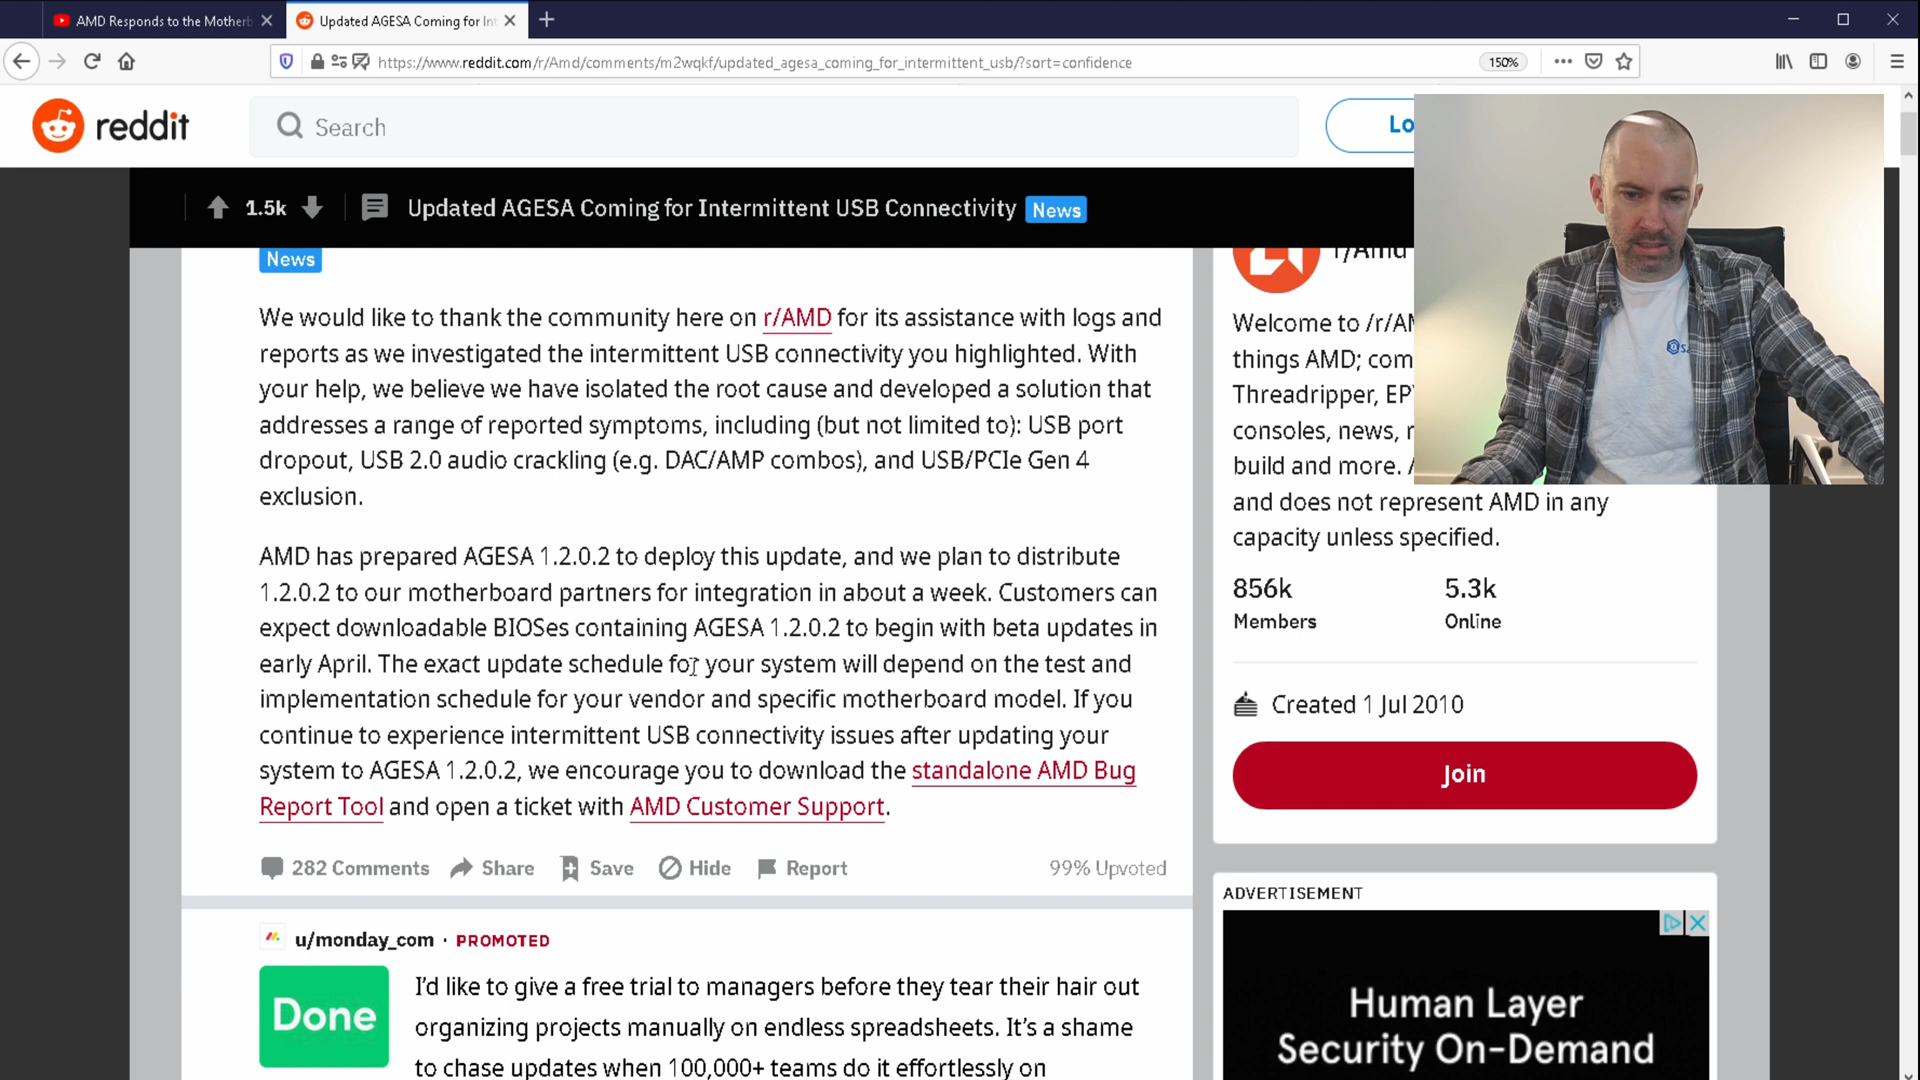 AMD Responds to the Motherb
Updated AGESA Coming for Int
https://www.reddit.com/r/Amd/comments/m2wqkf/updated_agesa_coming_for_intermittent_usb/?sort=confidence
150%
reddit
Search
Lo
1.5k
Updated AGESA Coming for Intermittent USB Connectivity News
News
We would like to thank the community here on r/AMD for its assistance with logs and
reports as we investigated the intermittent USB connectivity you highlighted. With
your help, we believe we have isolated the root cause and developed a solution that
addresses a range of reported symptoms, including (but not limited to): USB port
dropout, USB 2.0 audio crackling (e.g. DAC/AMP combos), and USB/PCIe Gen 4
exclusion.
AMD has prepared AGESA 1.2.0.2 to deploy this update, and we plan to distribute
1.2.0.2 to our motherboard partners for integration in about a week. Customers can
expect downloadable BIOSes containing AGESA 1.2.0.2 to begin with beta updates in
early April. The exact update schedule for your system will depend on the test and
implementation schedule for your vendor and specific motherboard model. If you
continue to experience intermittent USB connectivity issues after updating your
system to AGESA 1.2.0.2, we encourage you to download the standalone AMD Bug
Report Tool and open a ticket with AMD Customer Support.
282 Comments Share Save Hide Report 99% Upvoted
u/monday_com · PROMOTED
Done
I'd like to give a free trial to managers before they tear their hair out
organizing projects manually on endless spreadsheets. It's a shame
to chase updates when 100,000+ teams do it effortlessly on
r/Amd
Welcome to /r/AM
things AMD; com
Threadripper, EPY
consoles, news, r
build and more. /
and does not represent AMD in any
capacity unless specified.
856k
Members
5.3k
Online
Created 1 Jul 2010
Join
ADVERTISEMENT
Human Layer
Security On-Demand